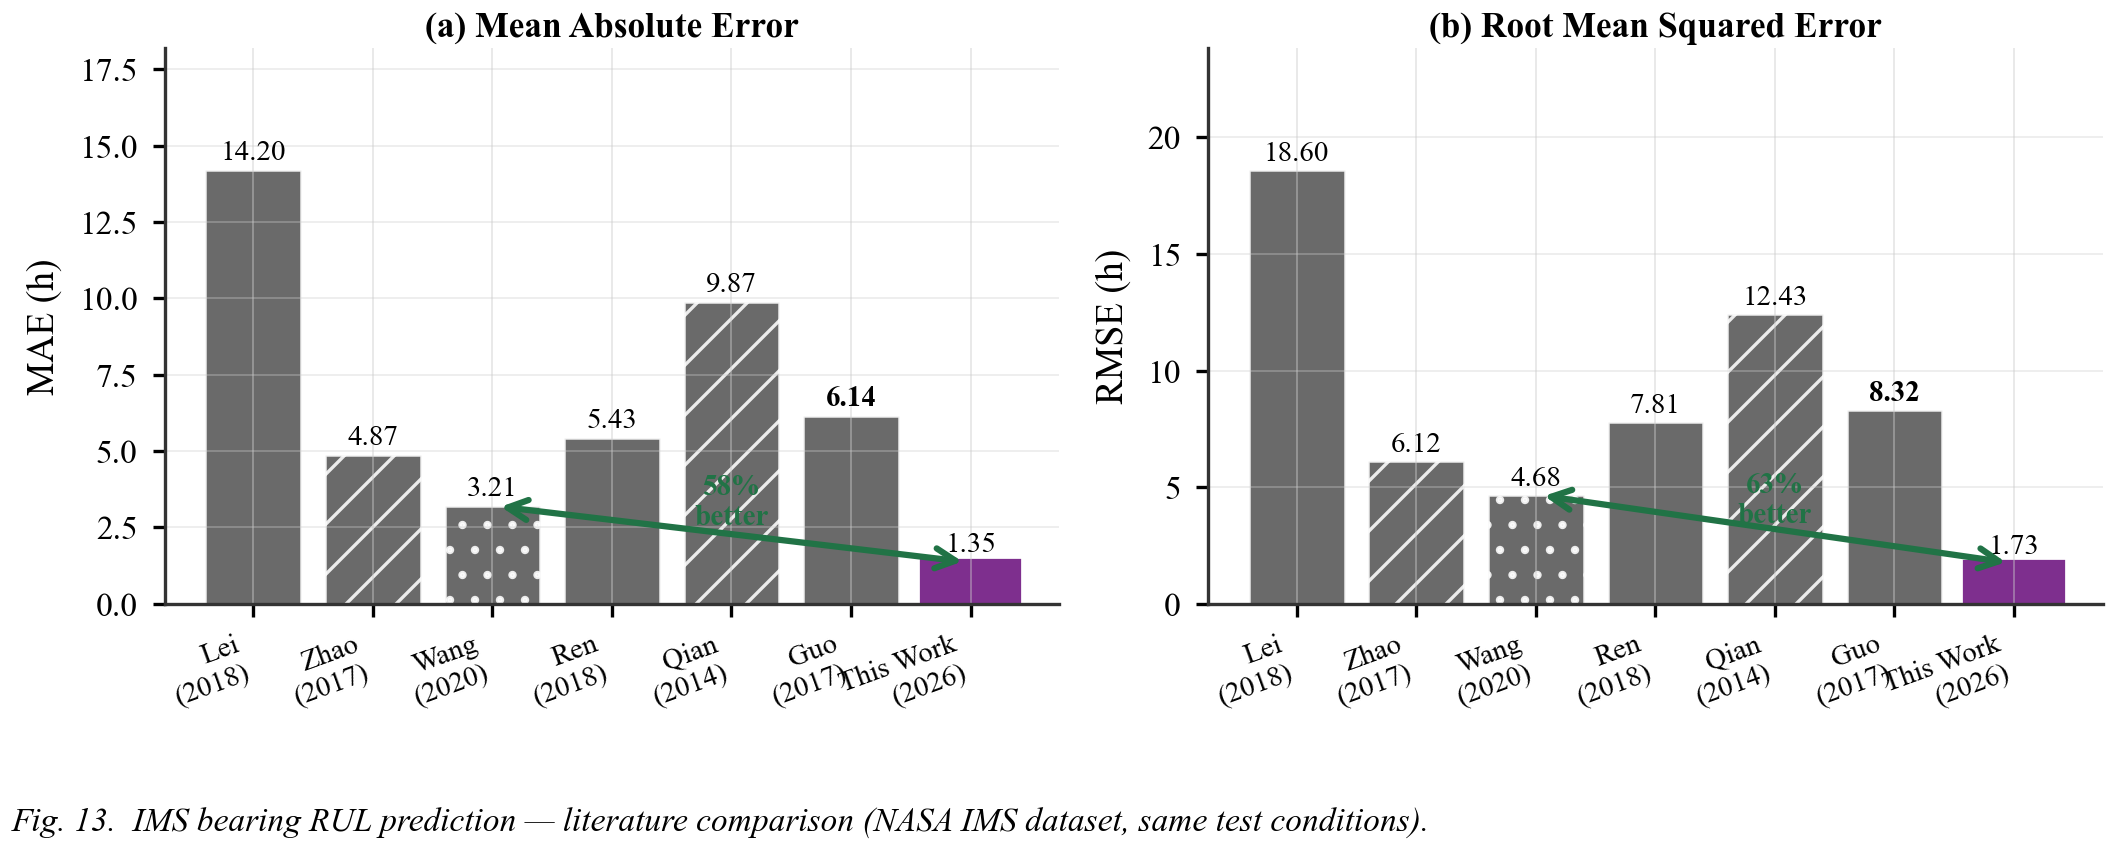 (a) Mean Absolute Error
MAE (h)
17.5
15.0
12.5
10.0
7.5
5.0
2.5
0.0
14.20
4.87
3.21
5.43
9.87
6.14
1.35
58%
better
Lei
(2018)
Zhao
(2017)
Wang
(2020)
Ren
(2018)
Qian
(2014)
Guo
(2017)
This Work
(2026)
(b) Root Mean Squared Error
RMSE (h)
20
15
10
5
0
18.60
6.12
4.68
7.81
12.43
8.32
1.73
63%
better
Lei
(2018)
Zhao
(2017)
Wang
(2020)
Ren
(2018)
Qian
(2014)
Guo
(2017)
This Work
(2026)
Fig. 13. IMS bearing RUL prediction — literature comparison (NASA IMS dataset, same test conditions).